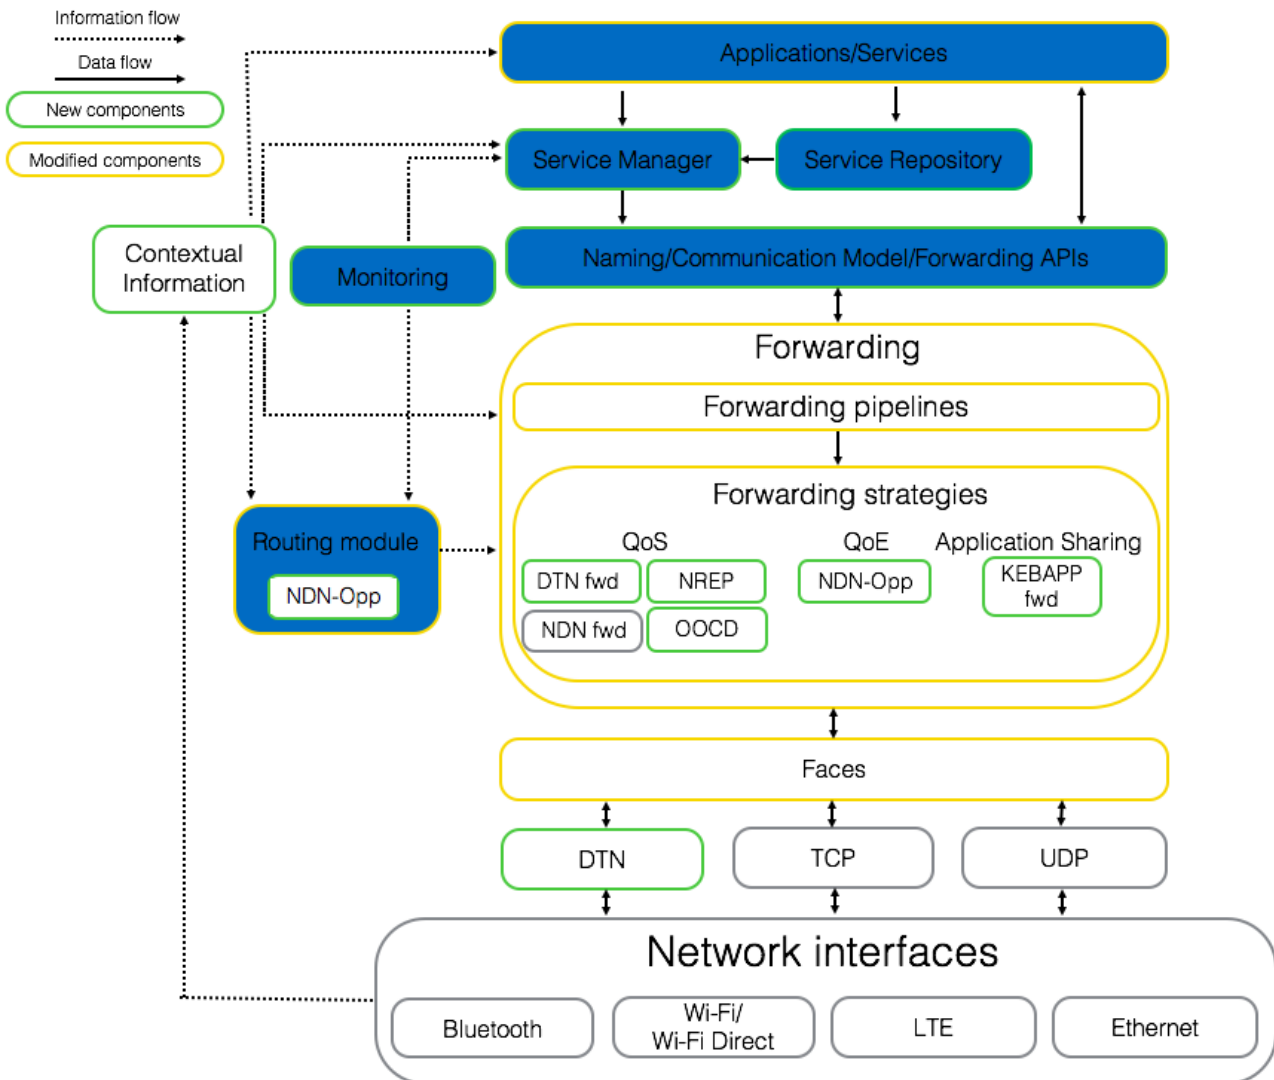 Information flow
Data flow
New components
Modified components
Applications/Services
Service Manager
Service Repository
Contextual
Information
Monitoring
Naming/Communication Model/Forwarding APIs
Forwarding
Forwarding pipelines
Forwarding strategies
Routing module
NDN-Opp
QoS
QoE
Application Sharing
DTN fwd
NREP
NDN-Opp
KEBAPP
fwd
NDN fwd
OOCD
Faces
DTN
TCP
UDP
Network interfaces
Bluetooth
Wi-Fi/
Wi-Fi Direct
LTE
Ethernet